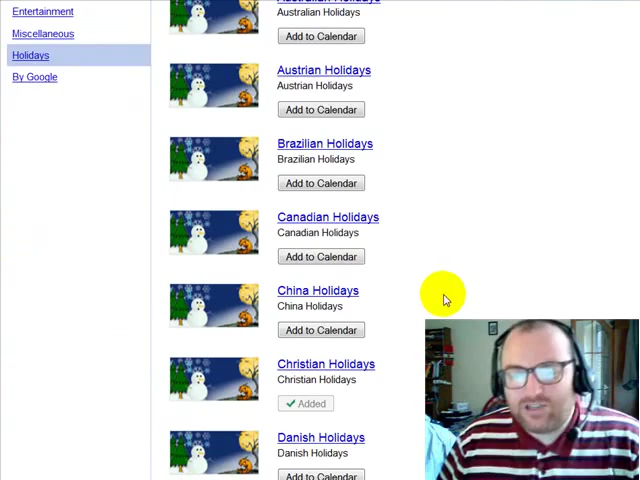 Entertainment
Miscellaneous
Holidays
By Google
Australian Holidays
Australian Holidays
Add to Calendar
Austrian Holidays
Austrian Holidays
Add to Calendar
Brazilian Holidays
Brazilian Holidays
Add to Calendar
Canadian Holidays
Canadian Holidays
Add to Calendar
China Holidays
China Holidays
Add to Calendar
Christian Holidays
Christian Holidays
Added
Danish Holidays
Danish Holidays
Add to Calendar